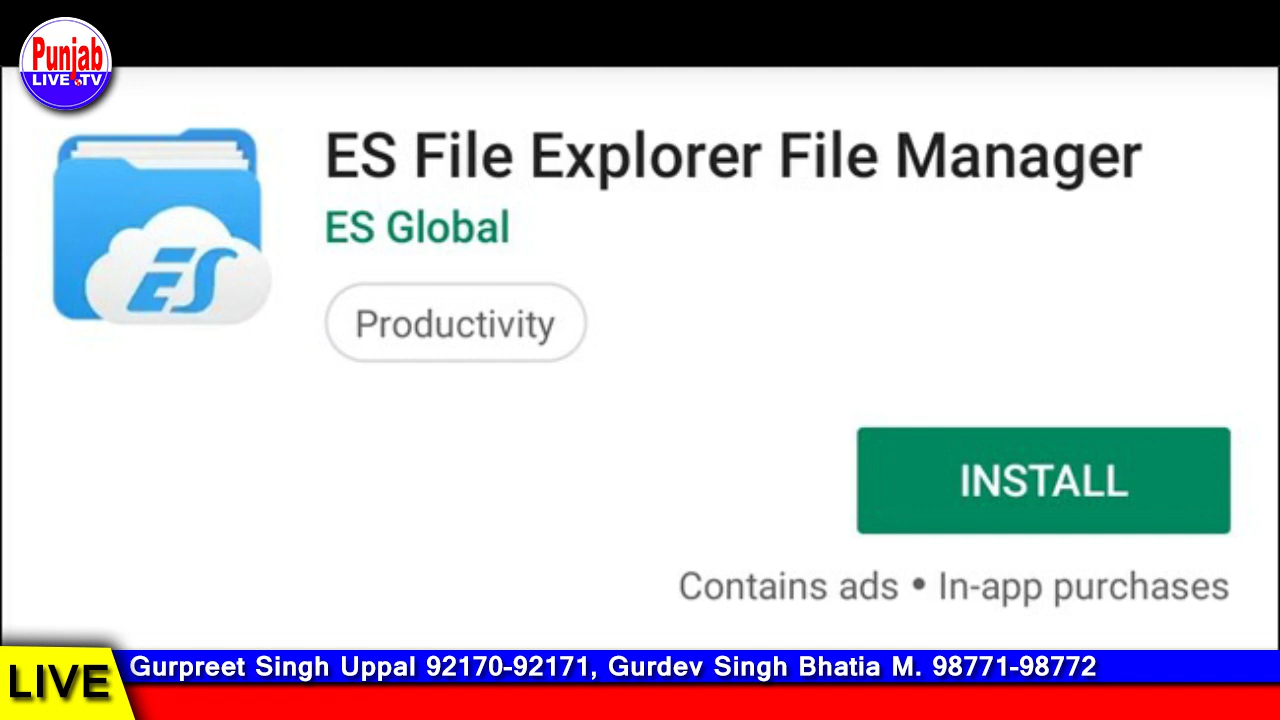 Punjab
LIVE TV
ES File Explorer File Manager
ES
ES Global
Productivity
INSTALL
Contains ads • In-app purchases
LIVE
Gurpreet Singh Uppal 92170-92171, Gurdev Singh Bhatia M. 98771-98772